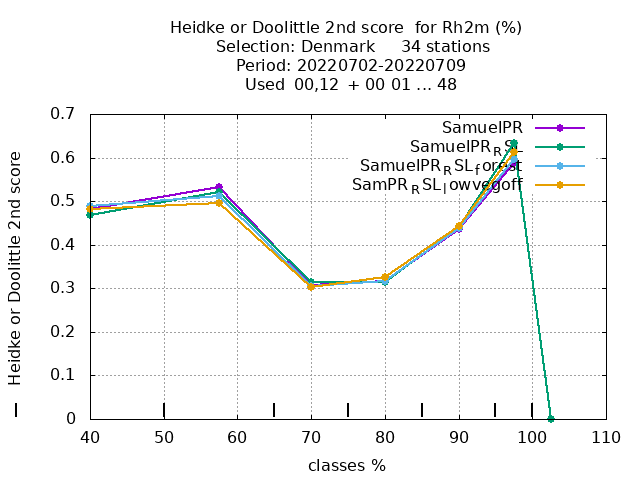 Heidke or Doolittle 2nd score for Rh2m (%)
Selection: Denmark 34 stations
Period: 20220702-20220709
Used 00,12 + 00 01 ... 48
Heidke or Doolittle 2nd score
0.7
0.6
0.5
0.4
0.3
0.2
0.1
0
SamuelPR
SamuelPR_RSL
SamuelPR_RSL_forest
SamPR_RSL_lowvegoff
40 50 60 70 80 90 100 110
classes %